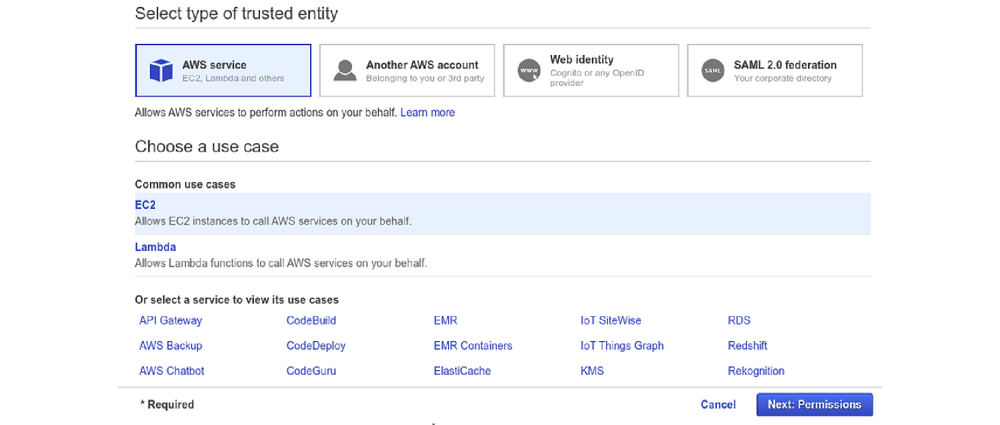 Select type of trusted entity
AWS service
EC2, Lambda and others
Another AWS account
Belonging to you or 3rd party
www
Web identity
Cognito or any OpenID
provider
SAML
SAML 2.0 federation
Your corporate directory
Allows AWS services to perform actions on your behalf. Learn more
Choose a use case
Common use cases
EC2
Allows EC2 instances to call AWS services on your behalf.
Lambda
Allows Lambda functions to call AWS services on your behalf.
Or select a service to view its use cases
API Gateway CodeBuild EMR IoT SiteWise RDS
AWS Backup CodeDeploy EMR Containers IoT Things Graph Redshift
AWS Chatbot CodeGuru ElastiCache KMS Rekognition
* Required Cancel Next: Permissions